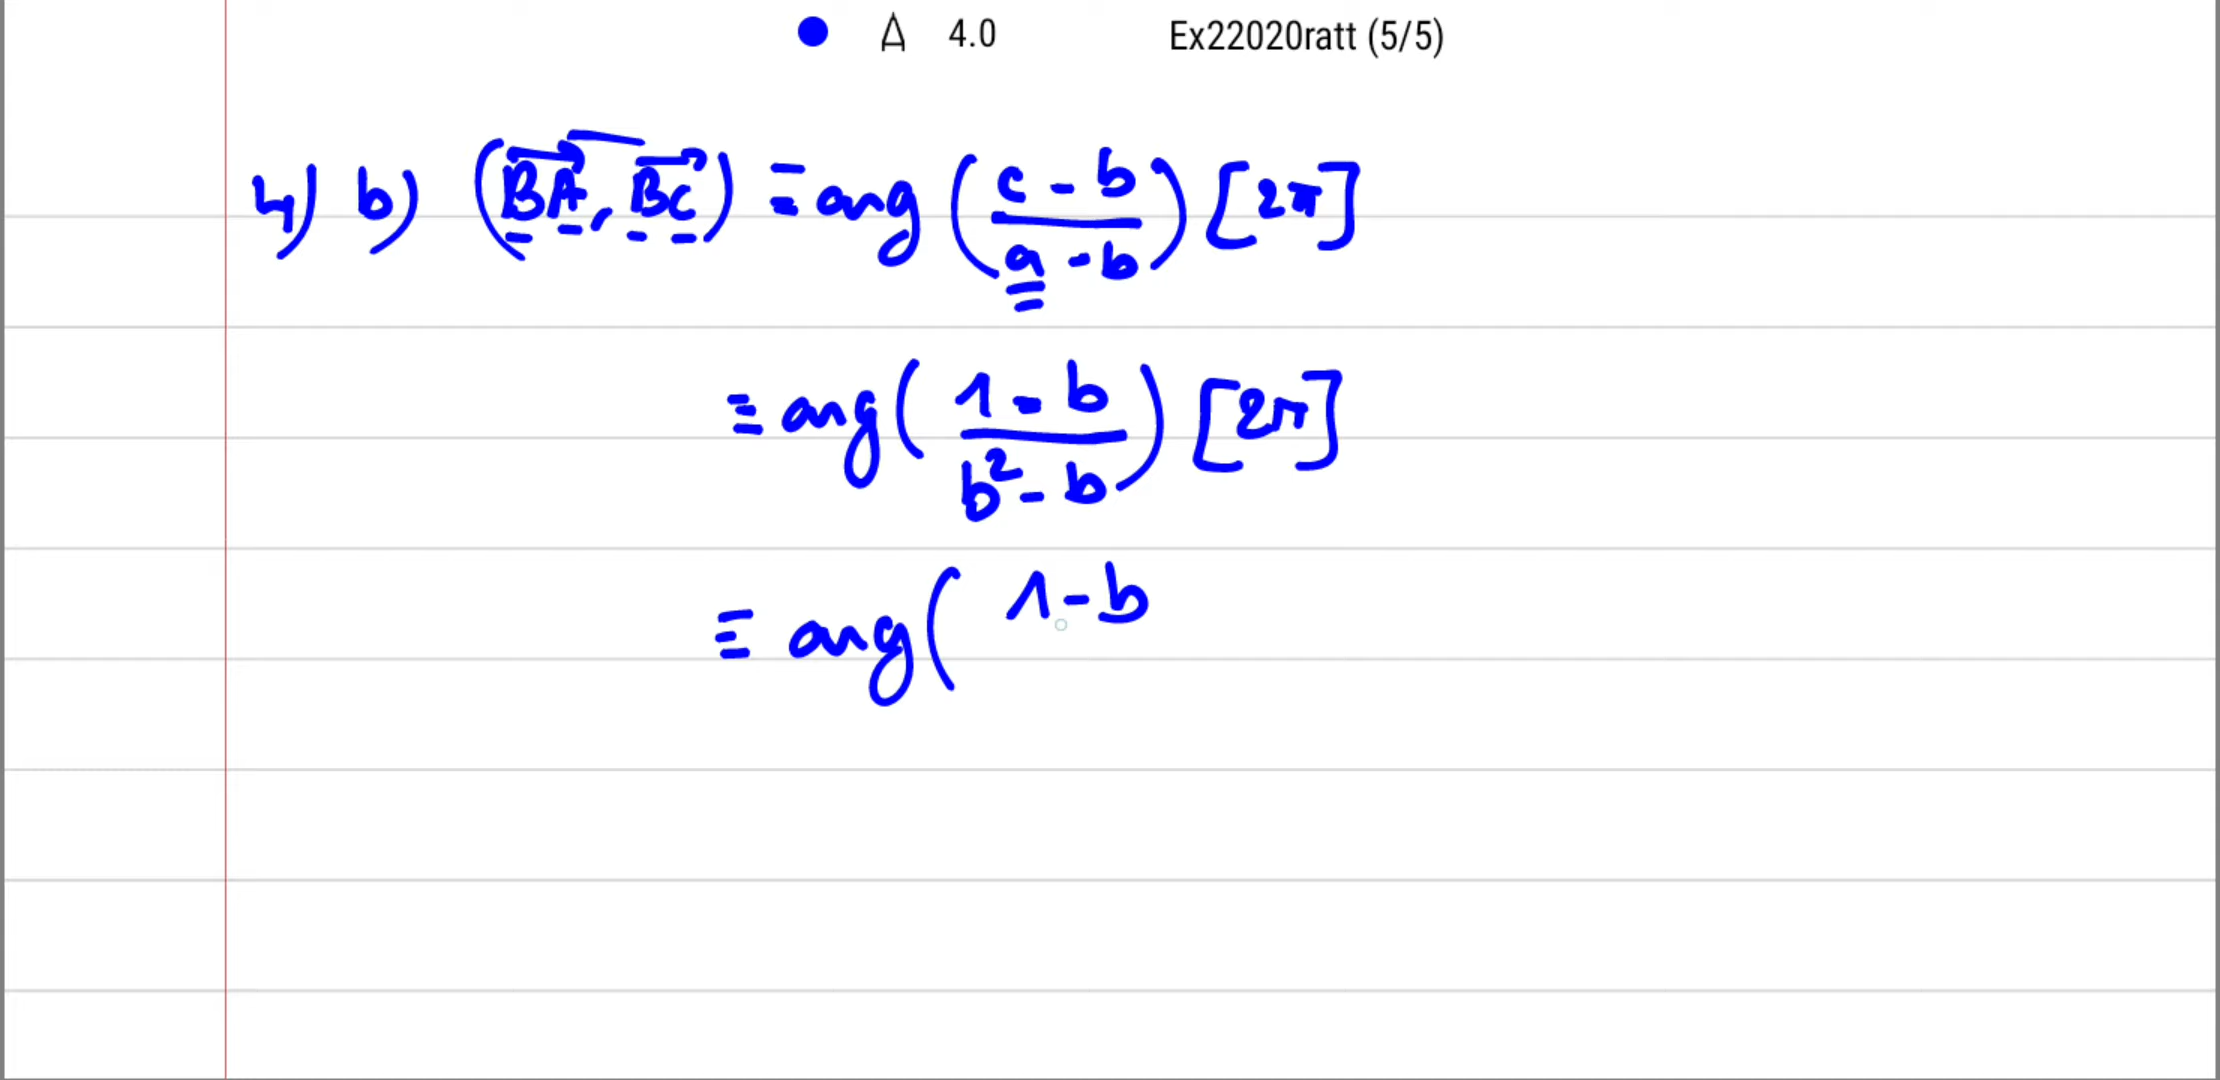 4.0 Ex22020ratt (5/5)
4) b) (BA, BC) ≡ arg (c - b / a - b) [2π]
≡ arg (1 - b / b² - b) [2π]
≡ arg ( 1 - b